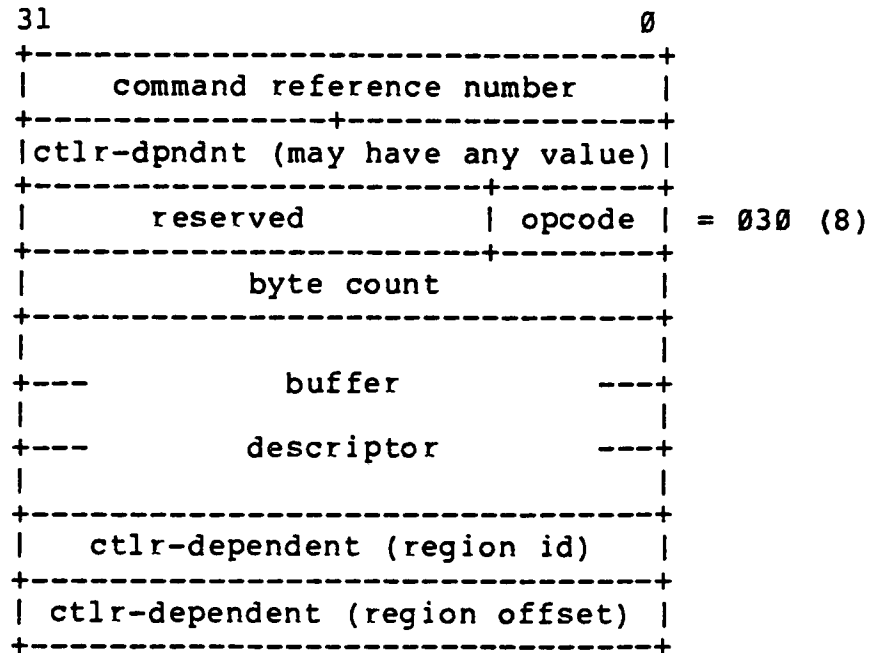 31 0
command reference number
ctlr-dpndnt (may have any value)
reserved | opcode | = 030 (8)
byte count
buffer
descriptor
ctlr-dependent (region id)
ctlr-dependent (region offset)